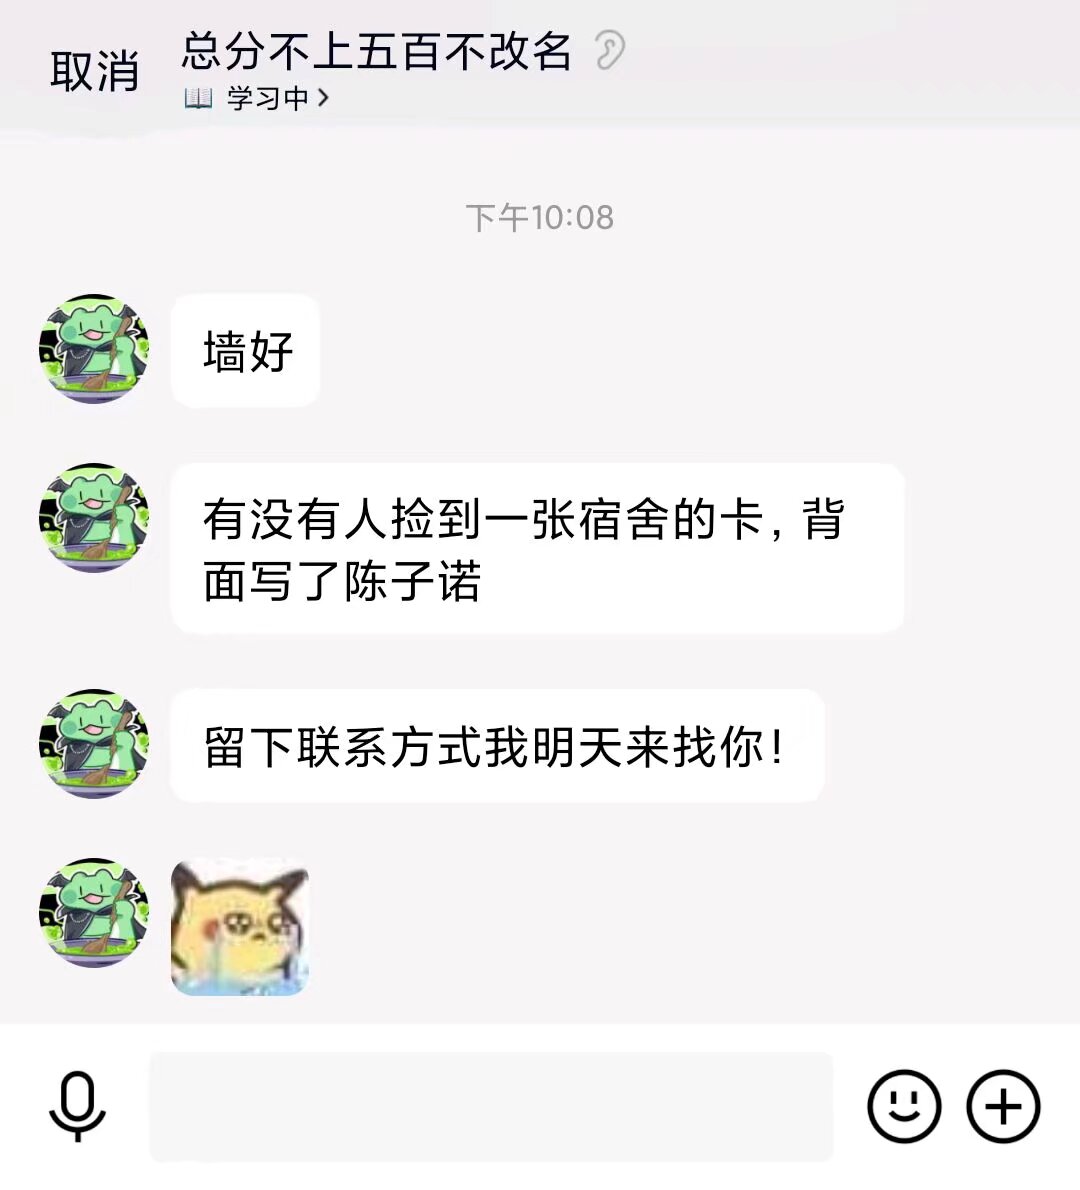 取消
总分不上五百不改名
学习中
下午10:08
墙好
有没有人捡到一张宿舍的卡，背
面写了陈子诺
留下联系方式我明天来找你！